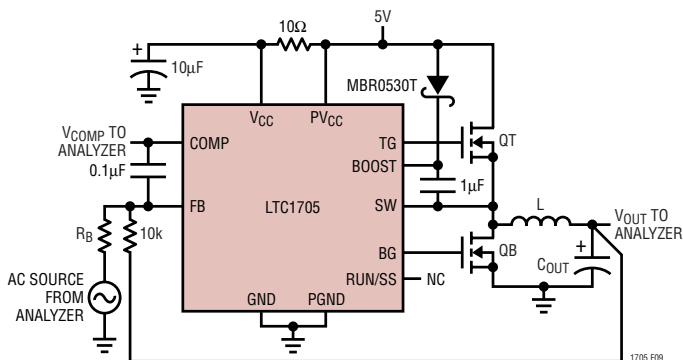 5V
10Ω
+
10µF
MBR0530T
VCC
PVCC
VCOMP TO
ANALYZER
COMP
TG
QT
0.1µF
BOOST
1µF
FB
LTC1705
SW
L
VOUT TO
ANALYZER
RB
10k
BG
QB
+
COUT
AC SOURCE
FROM
ANALYZER
RUN/SS
NC
GND
PGND
1705 F09